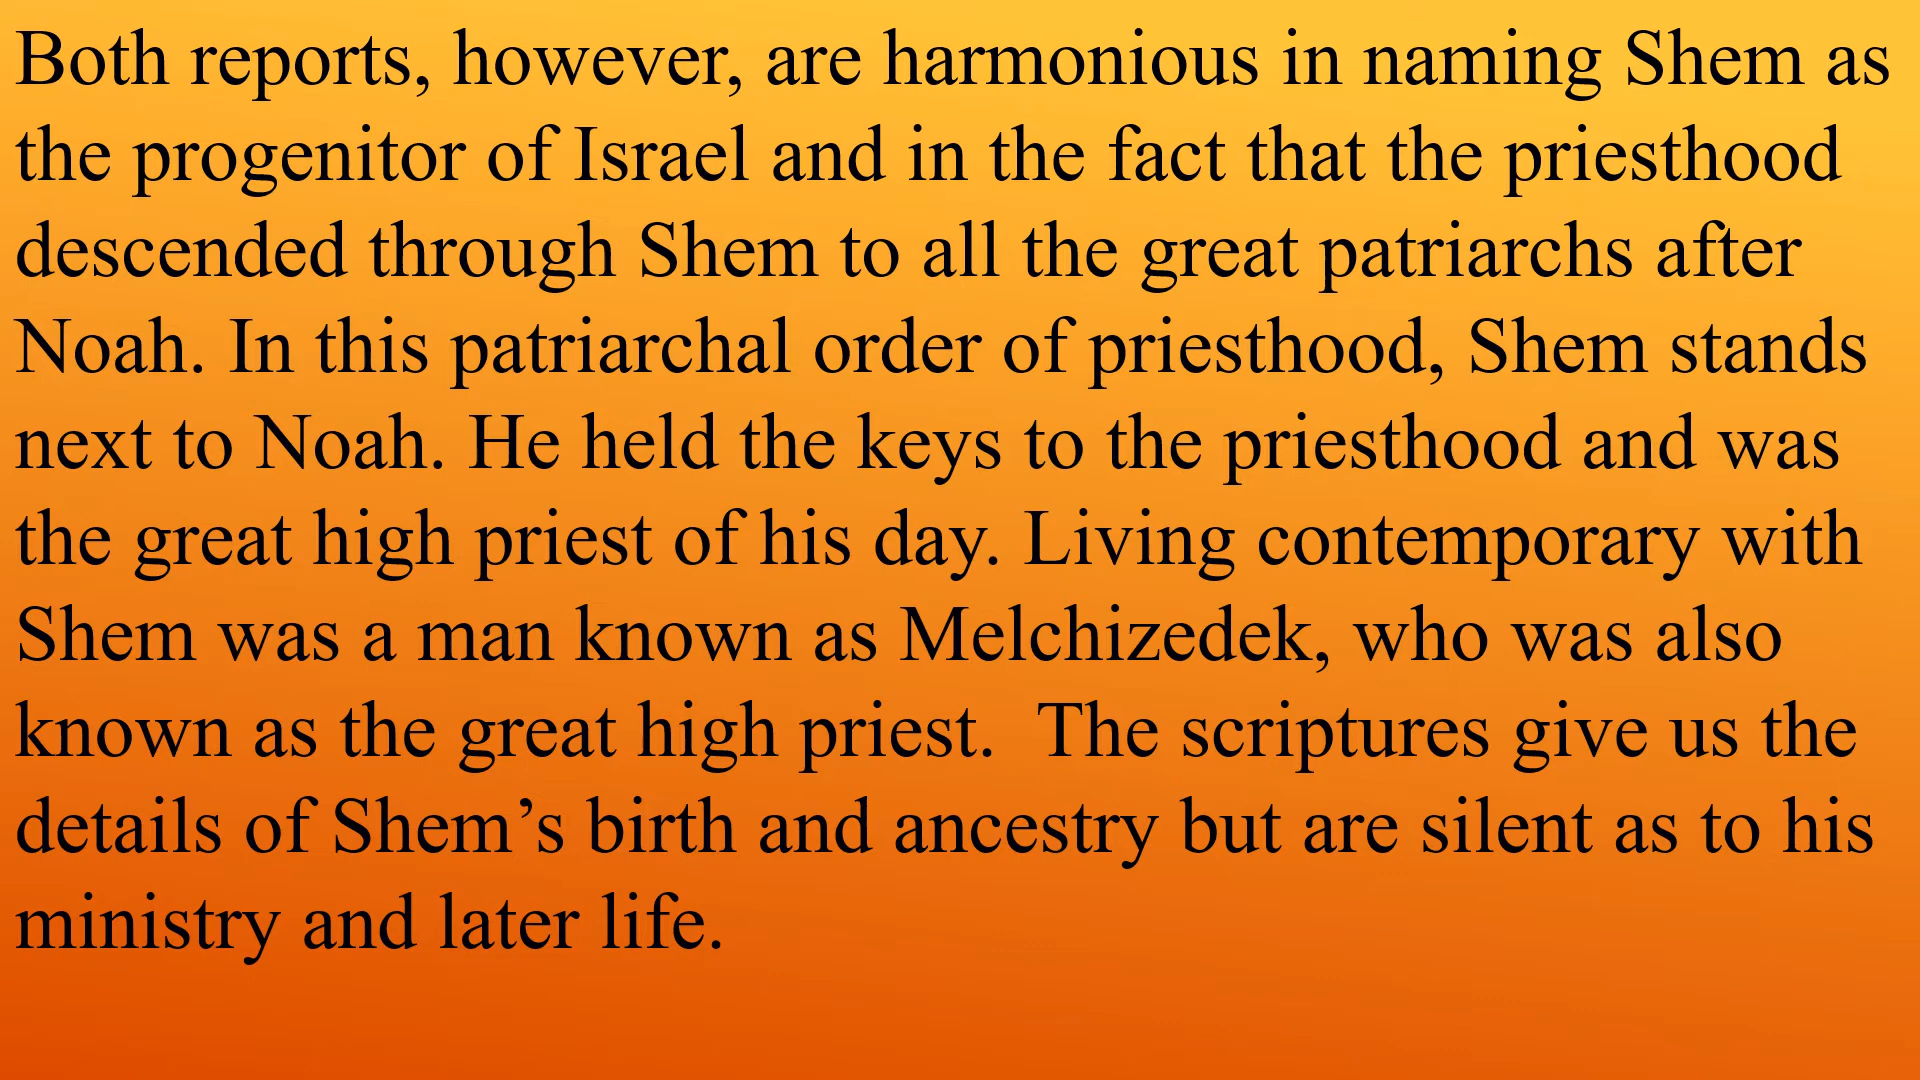 Both reports, however, are harmonious in naming Shem as
the progenitor of Israel and in the fact that the priesthood
descended through Shem to all the great patriarchs after
Noah. In this patriarchal order of priesthood, Shem stands
next to Noah. He held the keys to the priesthood and was
the great high priest of his day. Living contemporary with
Shem was a man known as Melchizedek, who was also
known as the great high priest.  The scriptures give us the
details of Shem’s birth and ancestry but are silent as to his
ministry and later life.